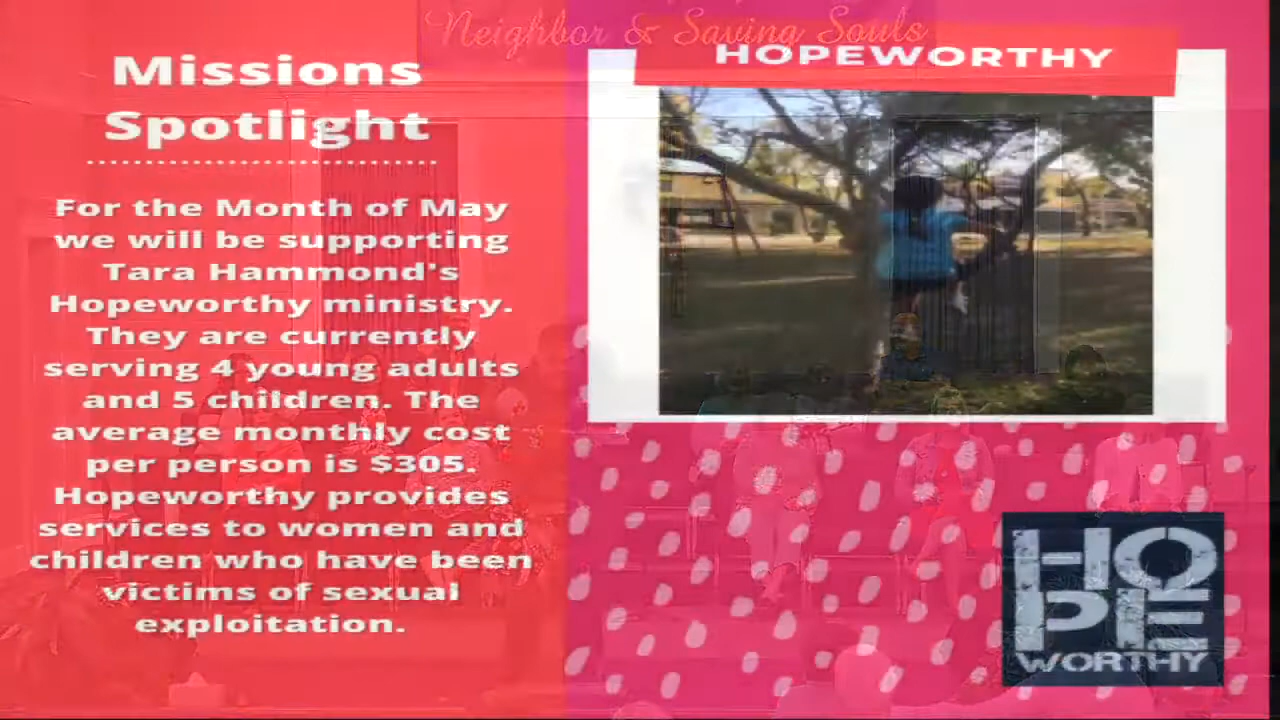 Neighbor & Saving Souls
Missions
Spotlight
For the Month of May
we will be supporting
Tara Hammond's
Hopeworthy ministry.
They are currently
serving 4 young adults
and 5 children. The
average monthly cost
per person is $305.
Hopeworthy provides
services to women and
children who have been
victims of sexual
exploitation.
HOPEWORTHY
HO
PE
WORTHY